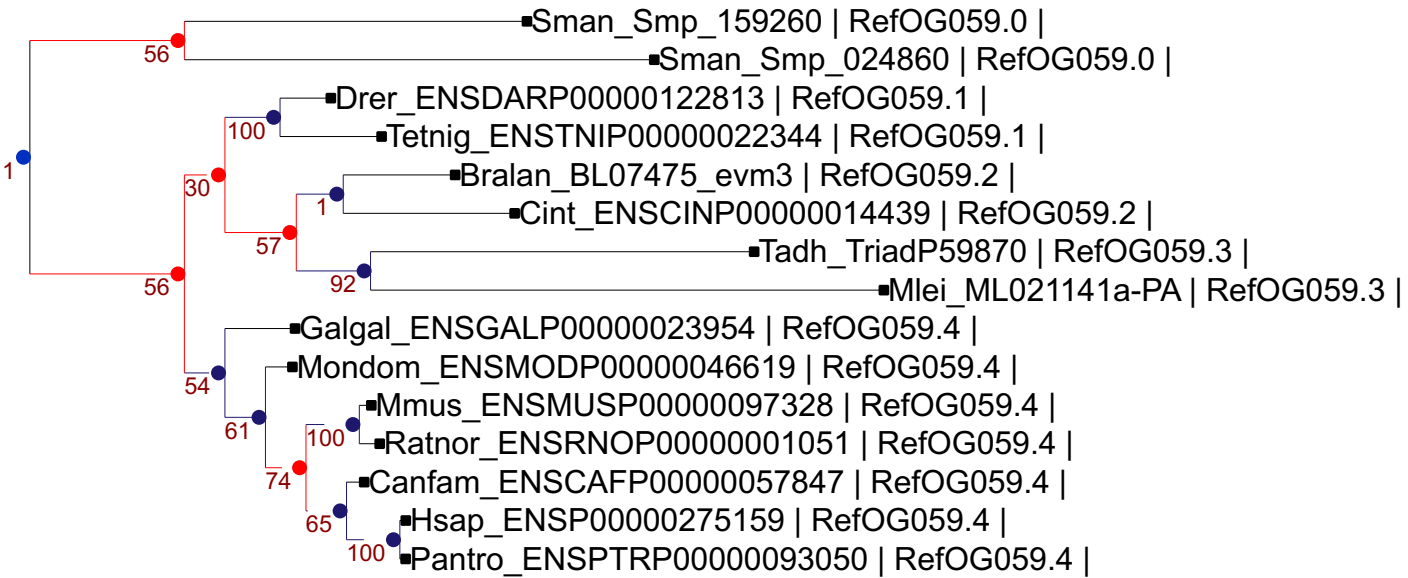 Sman_Smp_159260 | RefOG059.0 |
56
Sman_Smp_024860 | RefOG059.0 |
Drer_ENSDARP00000122813 | RefOG059.1 |
100
Tetnig_ENSTNIP00000022344 | RefOG059.1 |
1
30
Bralan_BL07475_evm3 | RefOG059.2 |
1
Cint_ENSCINP00000014439 | RefOG059.2 |
57
Tadh_TriadP59870 | RefOG059.3 |
56
92
Mlei_ML021141a-PA | RefOG059.3 |
Galgal_ENSGALP00000023954 | RefOG059.4 |
Mondom_ENSMODP00000046619 | RefOG059.4 |
54
Mmus_ENSMUSP00000097328 | RefOG059.4 |
61
100
Ratnor_ENSRNOP00000001051 | RefOG059.4 |
74
Canfam_ENSCAFP00000057847 | RefOG059.4 |
65
Hsap_ENSP00000275159 | RefOG059.4 |
100
Pantro_ENSPTRP00000093050 | RefOG059.4 |